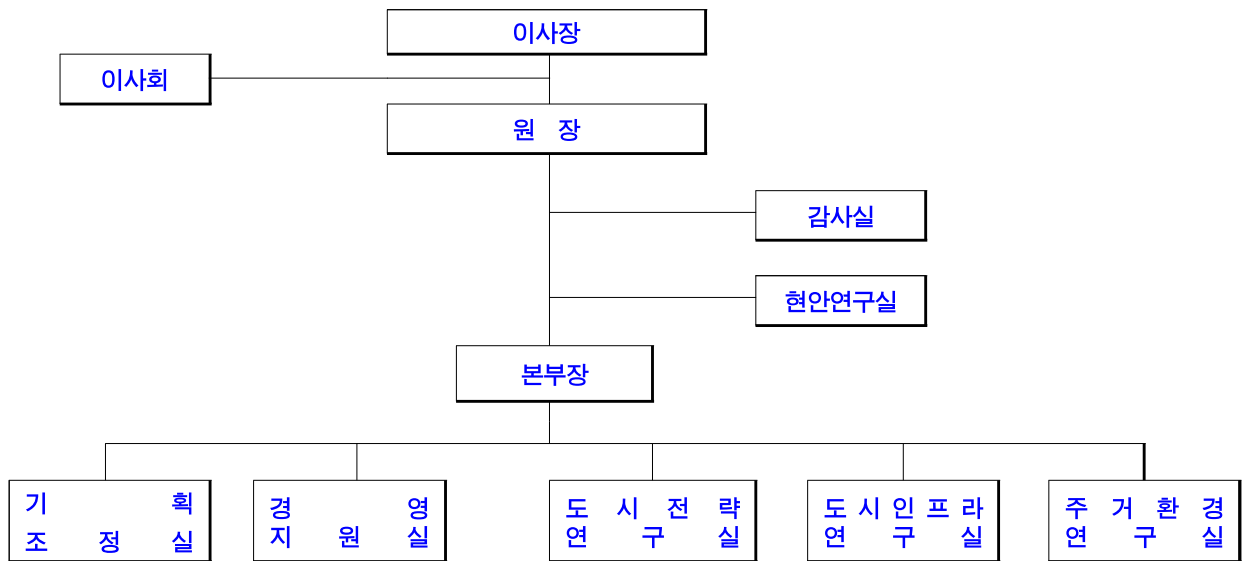 이사장
이사회
원 장
감사실
현안연구실
본부장
기 획
조 정 실
경 영
지 원 실
도 시 전 략
연 구 실
도 시 인 프 라
연 구 실
주 거 환 경
연 구 실